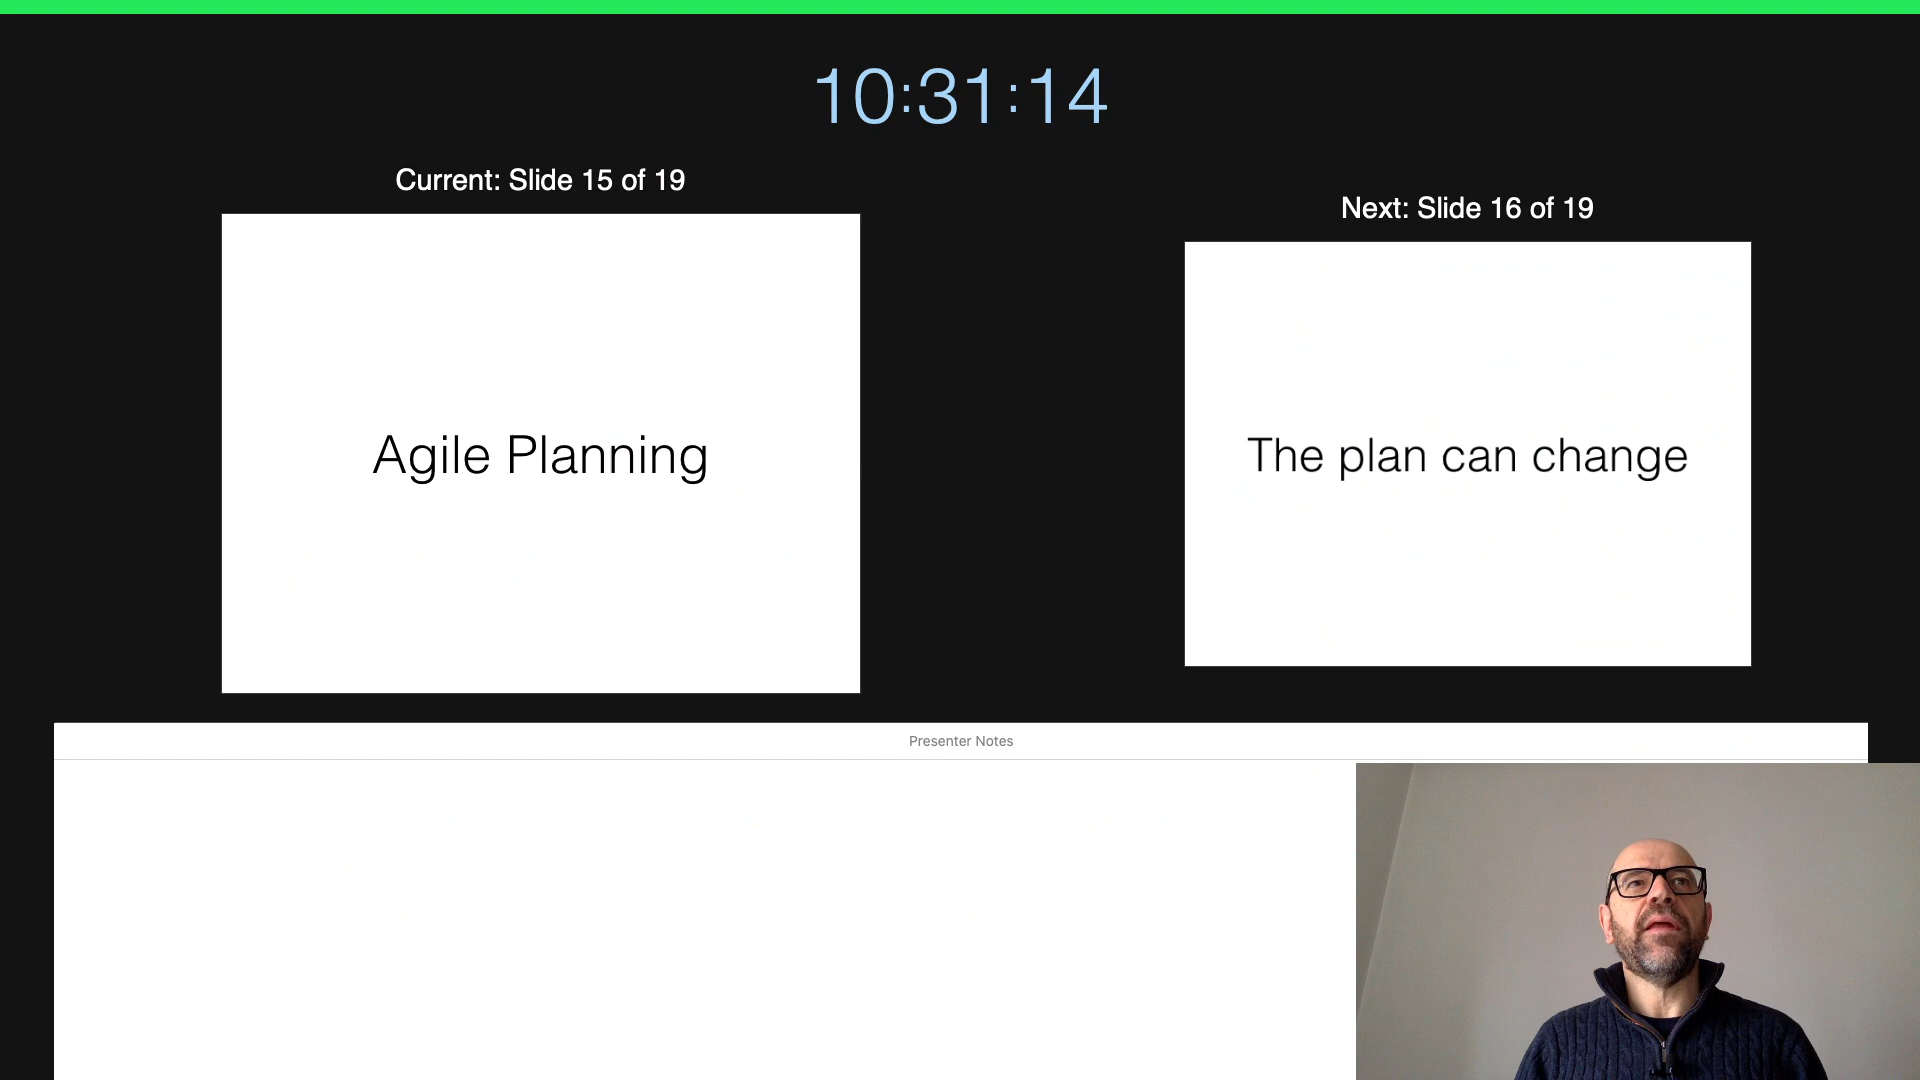 10:31:14
Current: Slide 15 of 19
Next: Slide 16 of 19
Agile Planning
The plan can change
Presenter Notes